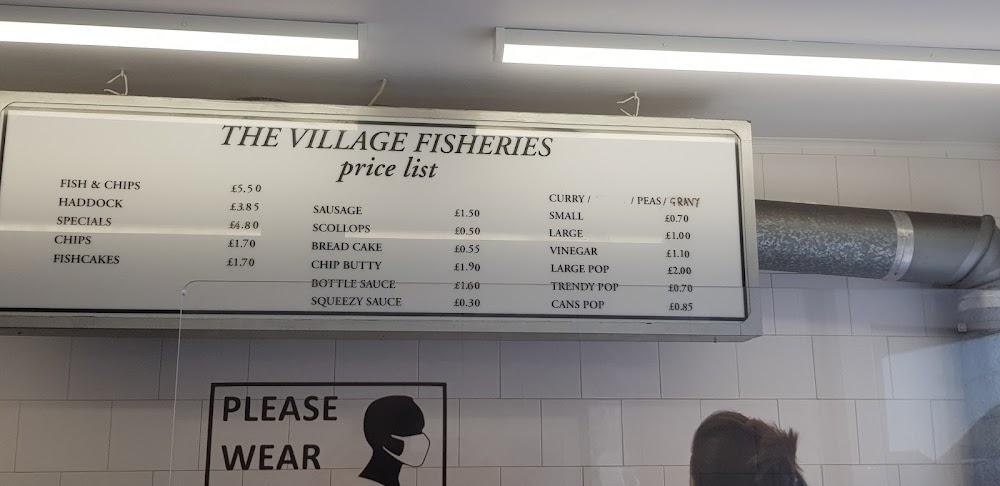 THE VILLAGE FISHERIES
price list
FISH & CHIPS £5.50
HADDOCK £3.85
SPECIALS £4.80
CHIPS £1.70
FISHCAKES £1.70
SAUSAGE £1.50
SCOLLOPS £0.50
BREAD CAKE £0.55
CHIP BUTTY £1.90
BOTTLE SAUCE £1.60
SQUEEZY SAUCE £0.30
CURRY / / PEAS / GRAVY
SMALL £0.70
LARGE £1.00
VINEGAR £1.10
LARGE POP £2.00
TRENDY POP £0.70
CANS POP £0.85
PLEASE
WEAR